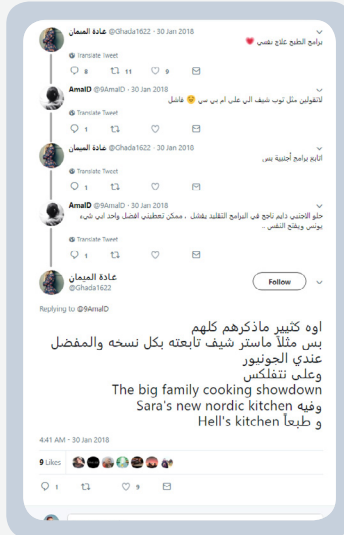 غادة الميمان @Ghada1622 · 30 Jan 2018
برامج الطبخ علاج نفسي ❤
Translate Tweet
8 11 9
AmalD @9AmalD · 30 Jan 2018
لاتقولين مثل توب شيف الي على ام بي سي 😕 فاشل
Translate Tweet
1
غادة الميمان @Ghada1622 · 30 Jan 2018
اتابع برامج أجنبية بس
Translate Tweet
1
AmalD @9AmalD · 30 Jan 2018
حلو الاجنبي دايم ناجح في البرامج التقليد يفشل ، ممكن تعطيني افضل واحد ابي شيء
يونس ويفتح النفس ..
Translate Tweet
1
غادة الميمان
@Ghada1622
Follow
Replying to @9AmalD
اوه كثييير ماذكرهم كلهم
بس مثلاً ماستر شيف تابعته بكل نسخه والمفضل
عندي الجونيور
وعلى نتفلكس
The big family cooking showdown
وفيه Sara's new nordic kitchen
و طبعاً Hell's kitchen
4:41 AM - 30 Jan 2018
9 Likes
1 9